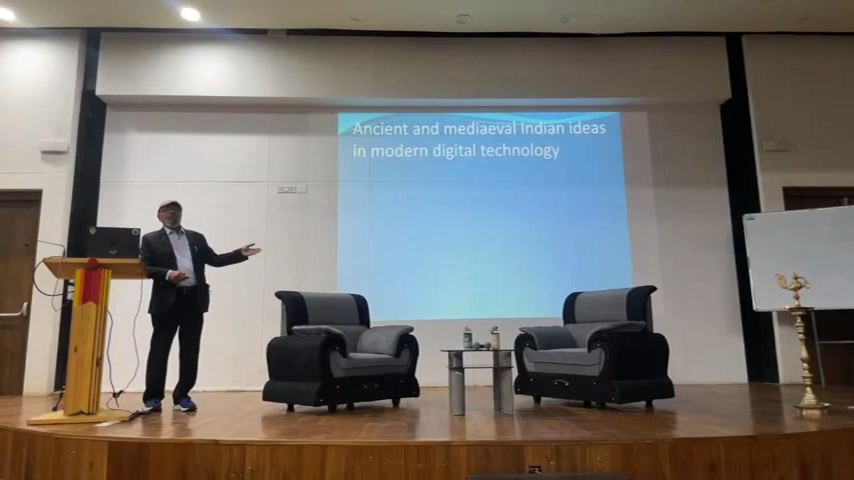 Ancient and mediaeval Indian ideas
in modern digital technology